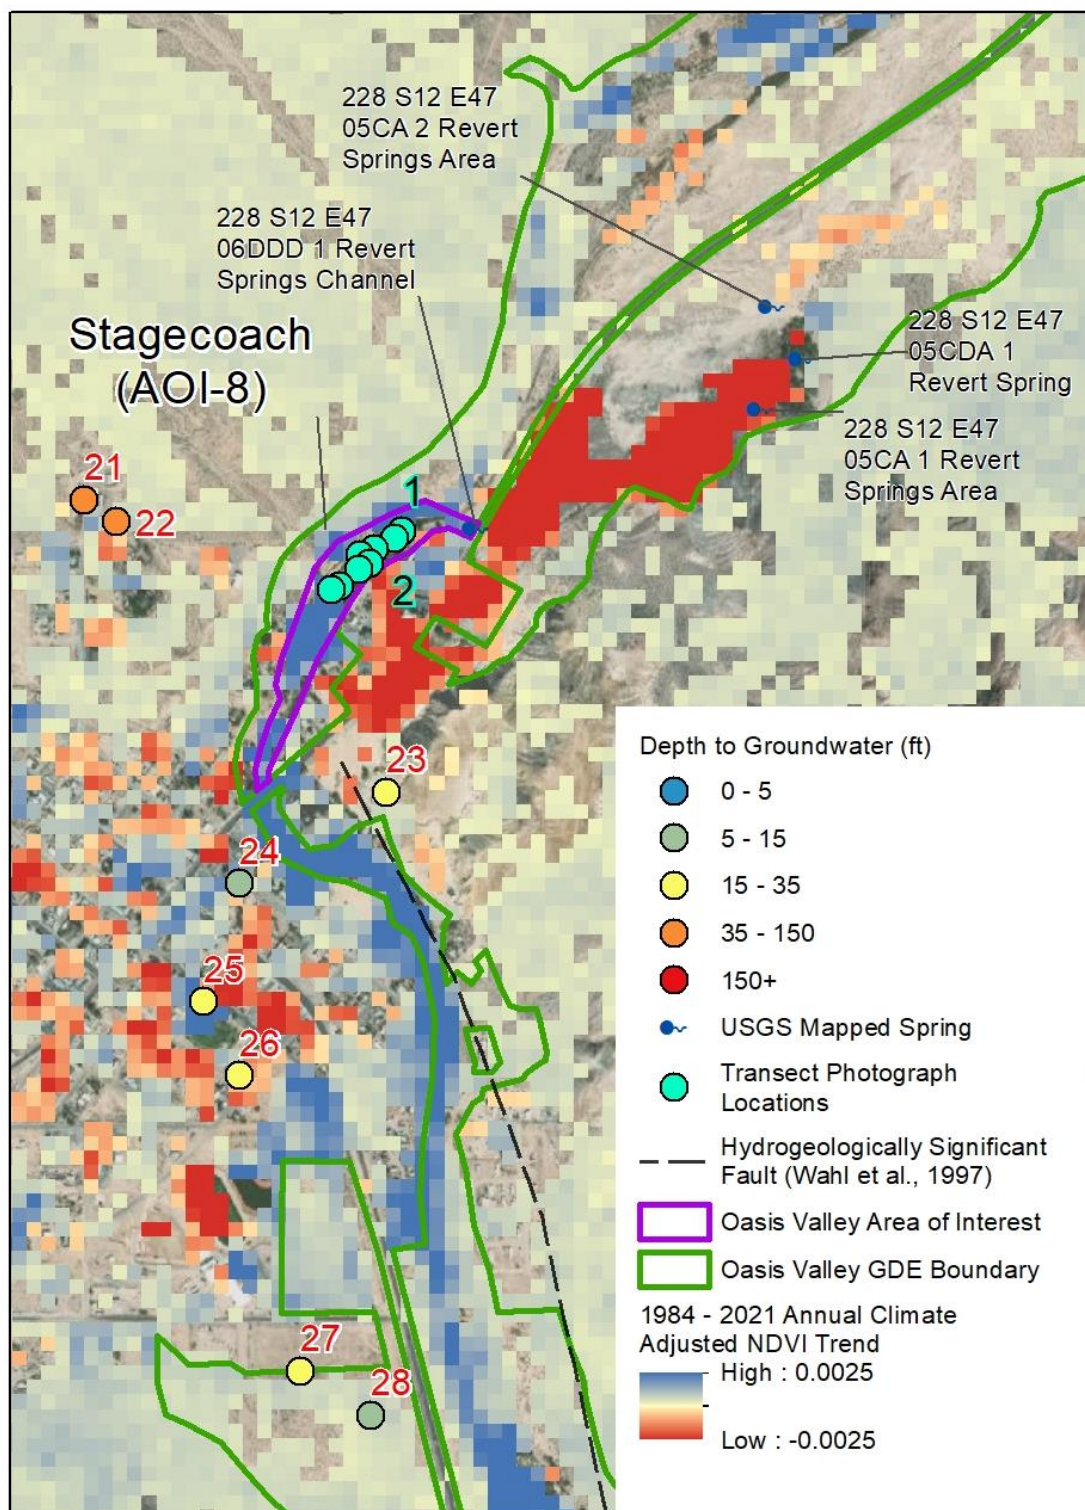 228 S12 E47
05CA 2 Revert
Springs Area
228 S12 E47
06DDD 1 Revert
Springs Channel
Stagecoach
(AOI-8)
228 S12 E47
05CDA 1
Revert Spring
228 S12 E47
05CA 1 Revert
Springs Area
21
22
1
2
23
24
25
26
27
28
Depth to Groundwater (ft)
0 - 5
5 - 15
15 - 35
35 - 150
150+
USGS Mapped Spring
Transect Photograph
Locations
Hydrogeologically Significant
Fault (Wahl et al., 1997)
Oasis Valley Area of Interest
Oasis Valley GDE Boundary
1984 - 2021 Annual Climate
Adjusted NDVI Trend
High : 0.0025
Low : -0.0025